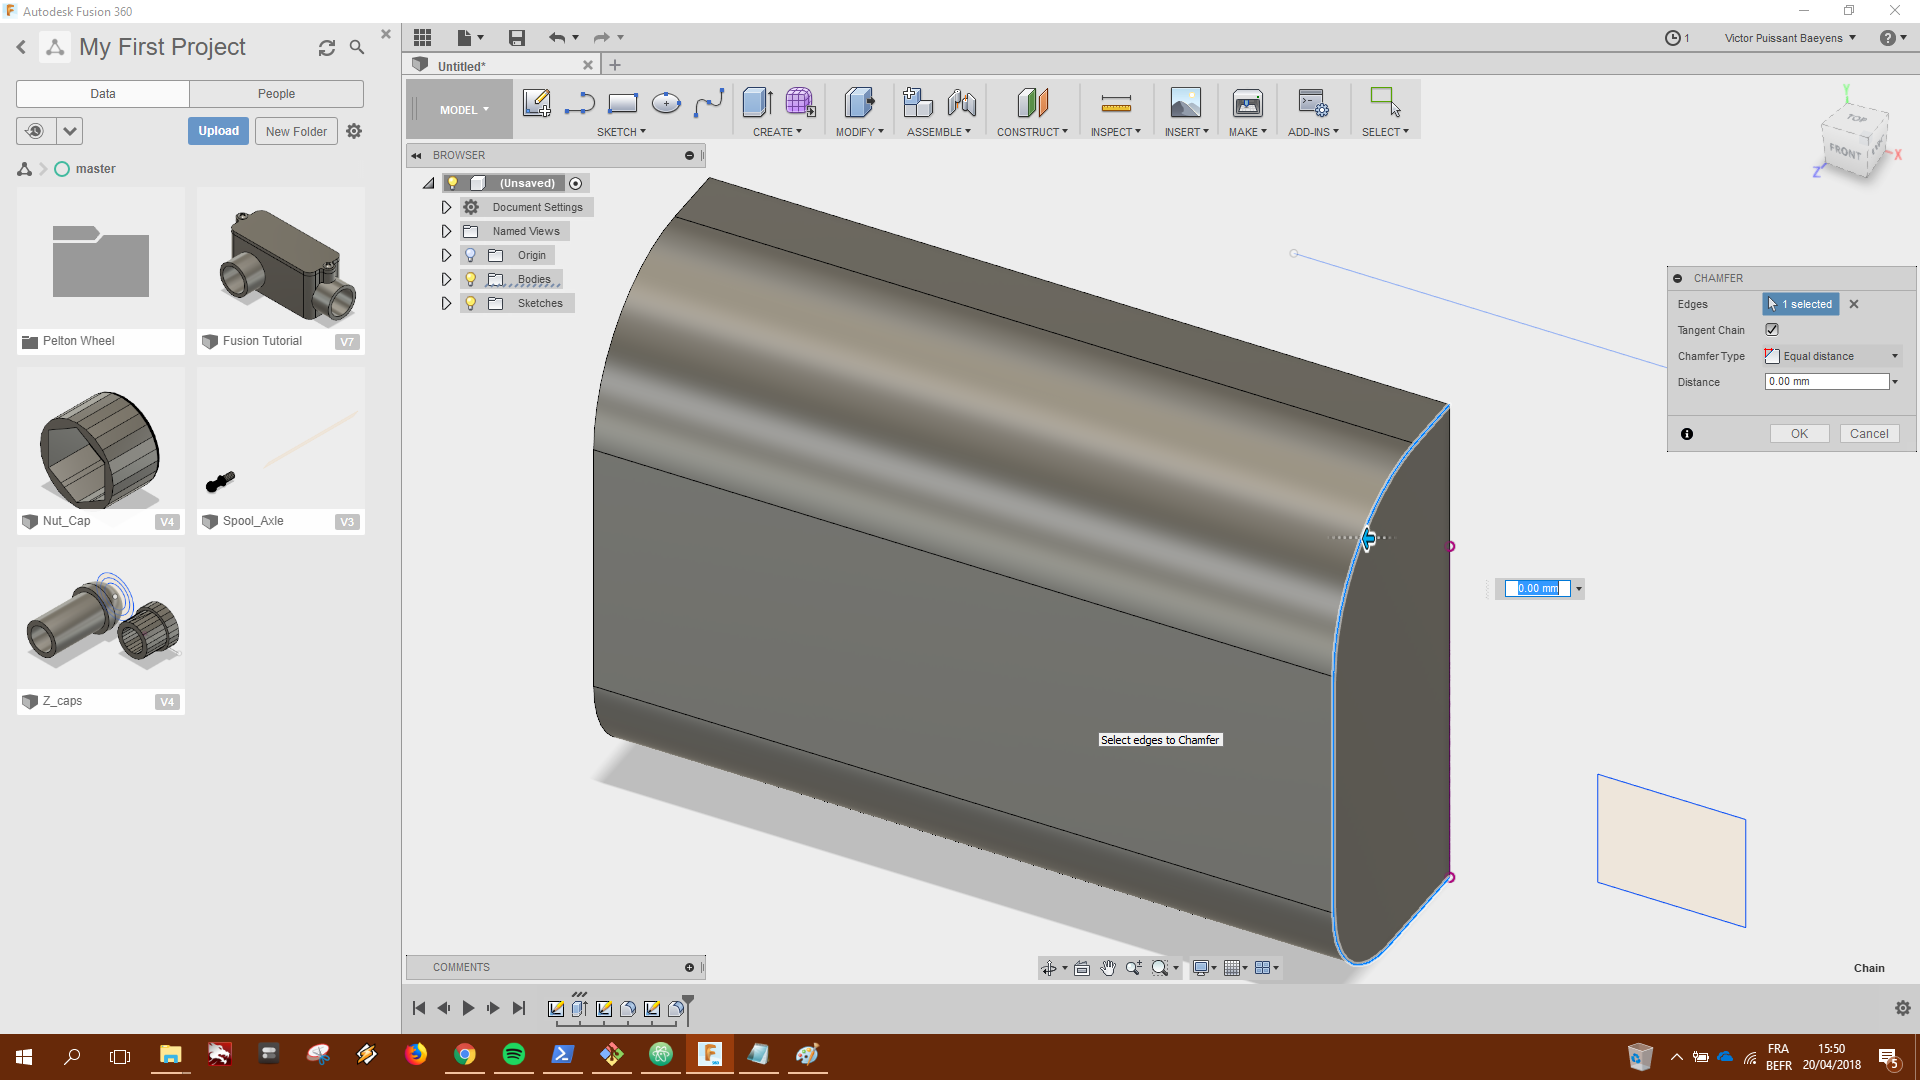 Autodesk Fusion 360
My First Project
Data
People
Upload
New Folder
master
Pelton Wheel
Fusion Tutorial
V7
Nut_Cap
V4
Spool_Axle
V3
Z_caps
V4
1
Victor Puissant Baeyens
Untitled*
MODEL
SKETCH
CREATE
MODIFY
ASSEMBLE
CONSTRUCT
INSPECT
INSERT
MAKE
ADD-INS
SELECT
BROWSER
(Unsaved)
Document Settings
Named Views
Origin
Bodies
Sketches
TOP
FRONT
Y
X
Z
CHAMFER
Edges
1 selected
Tangent Chain
Chamfer Type
Equal distance
Distance
0.00 mm
OK
Cancel
0.00 mm
Select edges to Chamfer
COMMENTS
Chain
FRA
BEFR
15:50
20/04/2018
5